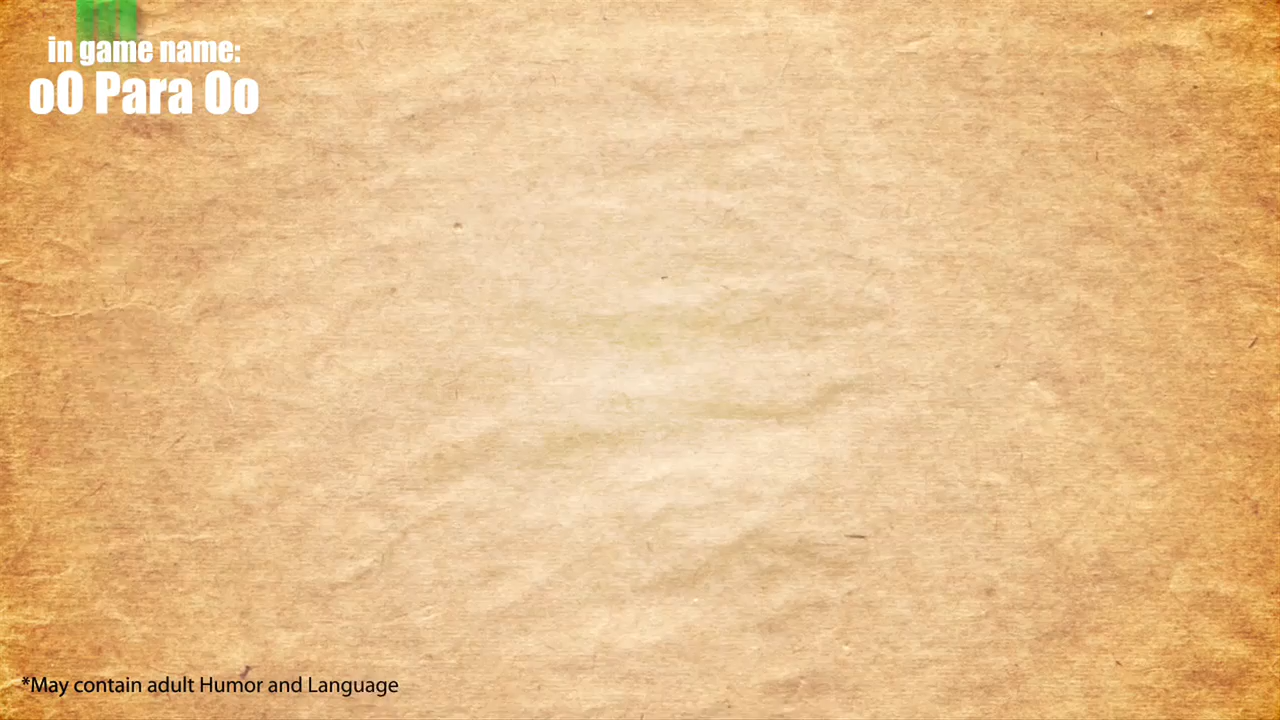 in game name:
oO Para Oo
*May contain adult Humor and Language